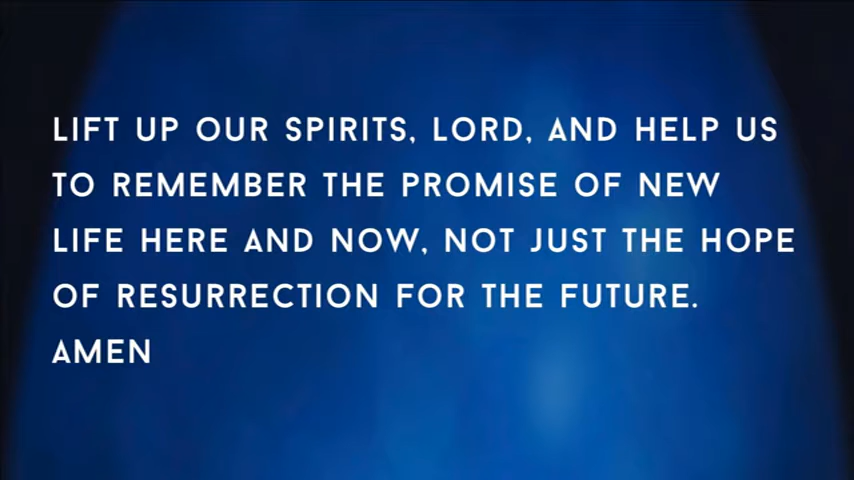 LIFT UP OUR SPIRITS, LORD, AND HELP US
TO REMEMBER THE PROMISE OF NEW
LIFE HERE AND NOW, NOT JUST THE HOPE
OF RESURRECTION FOR THE FUTURE.
AMEN